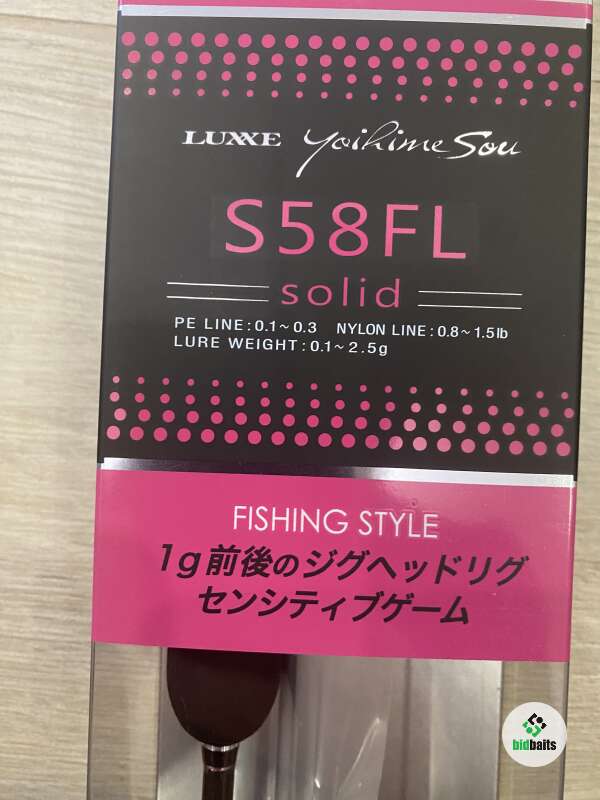 LUXXE Yoihime Sou
S58FL
solid
PE LINE:0.1~0.3 NYLON LINE:0.8~1.5lb
LURE WEIGHT:0.1~2.5g
FISHING STYLE
1g前後のジグヘッドリグ
センシティブゲーム
bidbaits